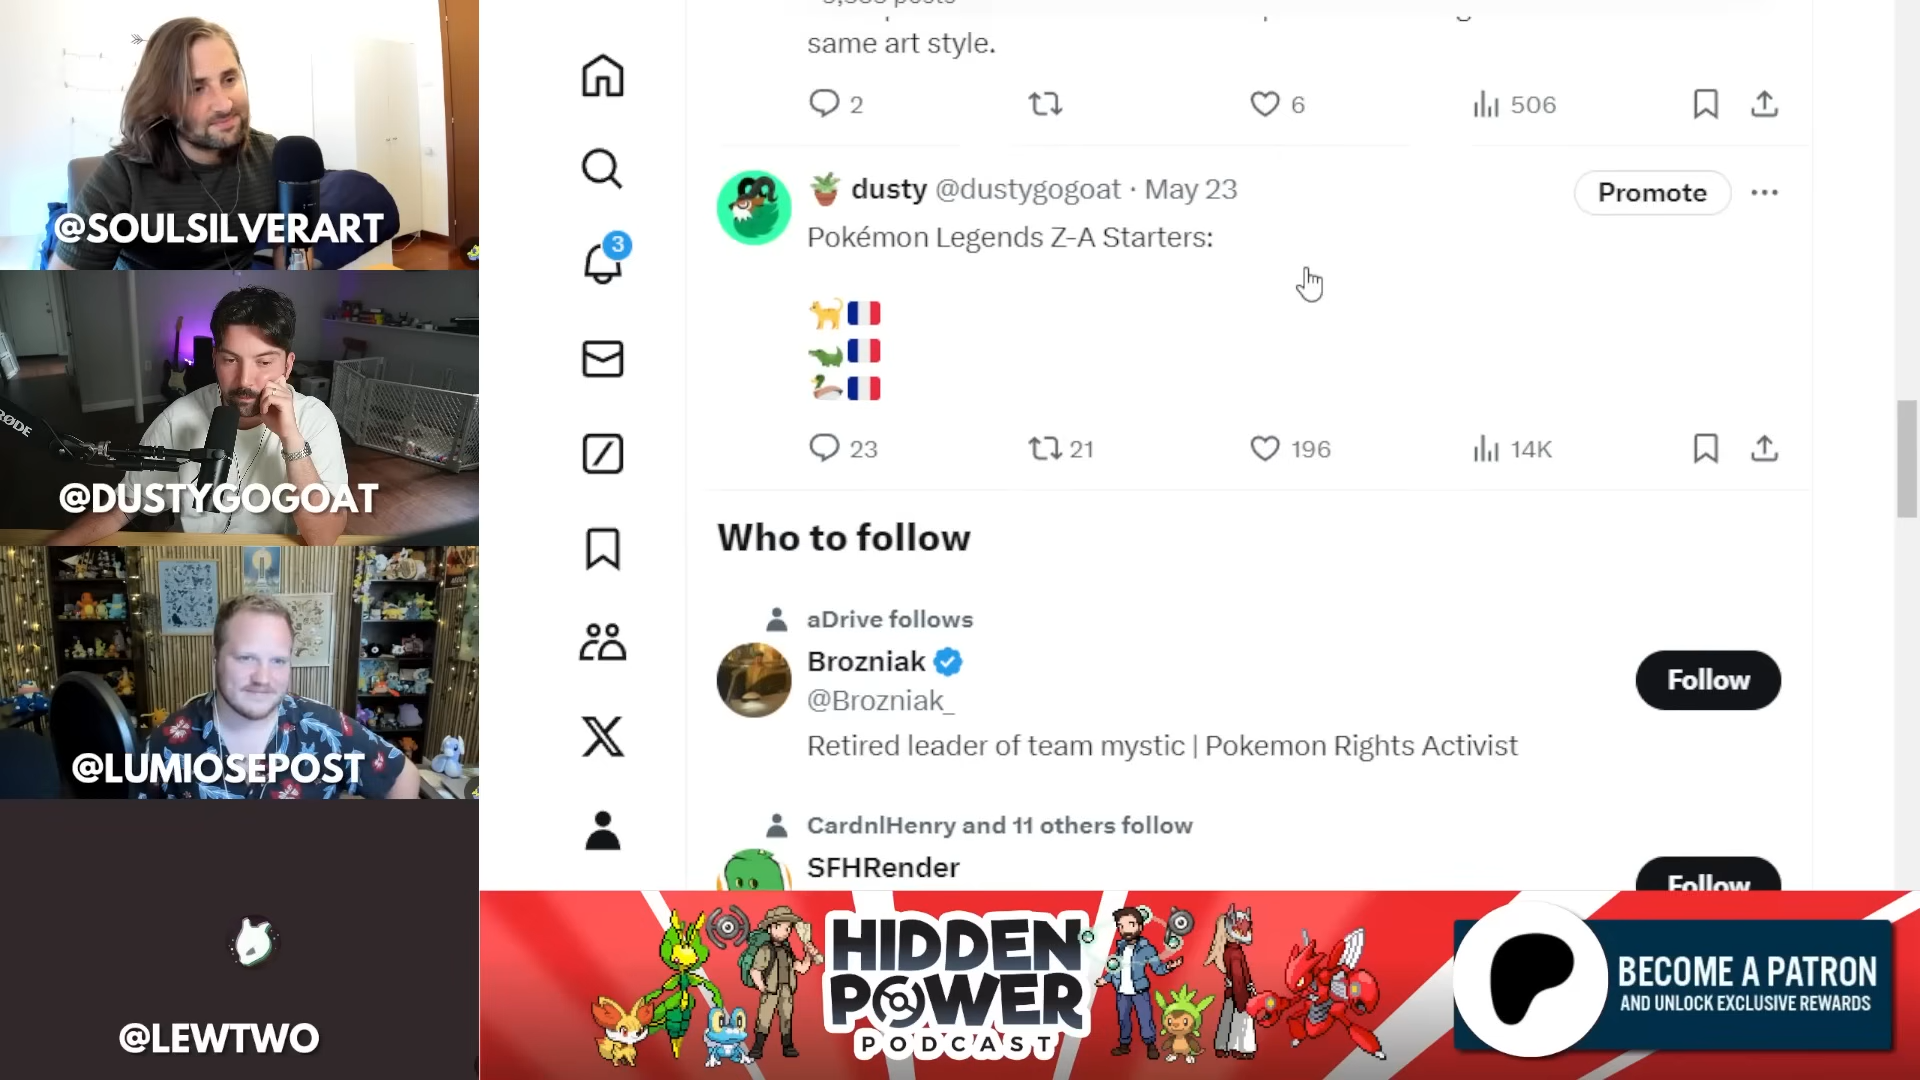 @SOULSILVERART
RØDE
@DUSTYGOGOAT
@LUMIOSEPOST
@LEWTWO
same art style.
2
6
506
3
dusty @dustygogoat · May 23
Promote
Pokémon Legends Z-A Starters:
23
21
196
14K
Who to follow
aDrive follows
Brozniak
@Brozniak_
Follow
Retired leader of team mystic | Pokemon Rights Activist
CardnlHenry and 11 others follow
SFHRender
Follow
HIDDEN
POWER
PODCAST
BECOME A PATRON
AND UNLOCK EXCLUSIVE REWARDS